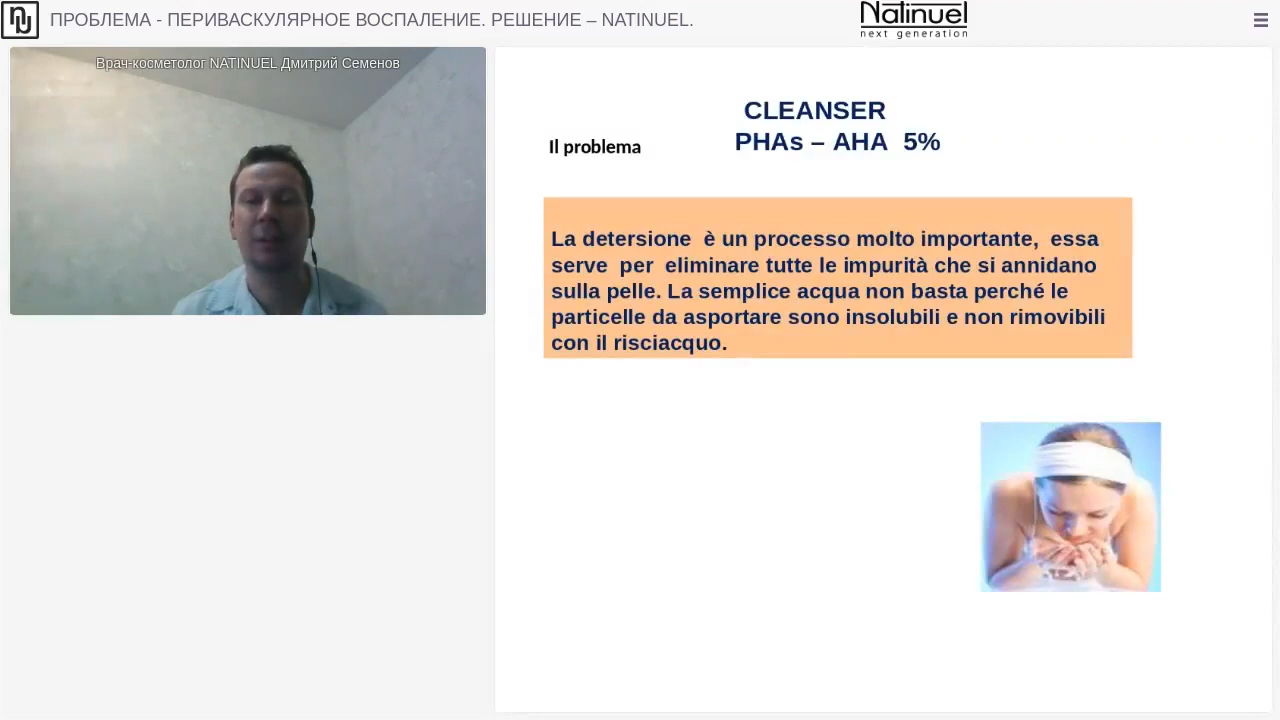 ПРОБЛЕМА - ПЕРИВАСКУЛЯРНОЕ ВОСПАЛЕНИЕ. РЕШЕНИЕ – NATINUEL.
Natinuel
next generation
Врач-косметолог NATINUEL Дмитрий Семенов
CLEANSER
PHAs – AHA 5%
Il problema
La detersione è un processo molto importante, essa
serve per eliminare tutte le impurità che si annidano
sulla pelle. La semplice acqua non basta perché le
particelle da asportare sono insolubili e non rimovibili
con il risciacquo.